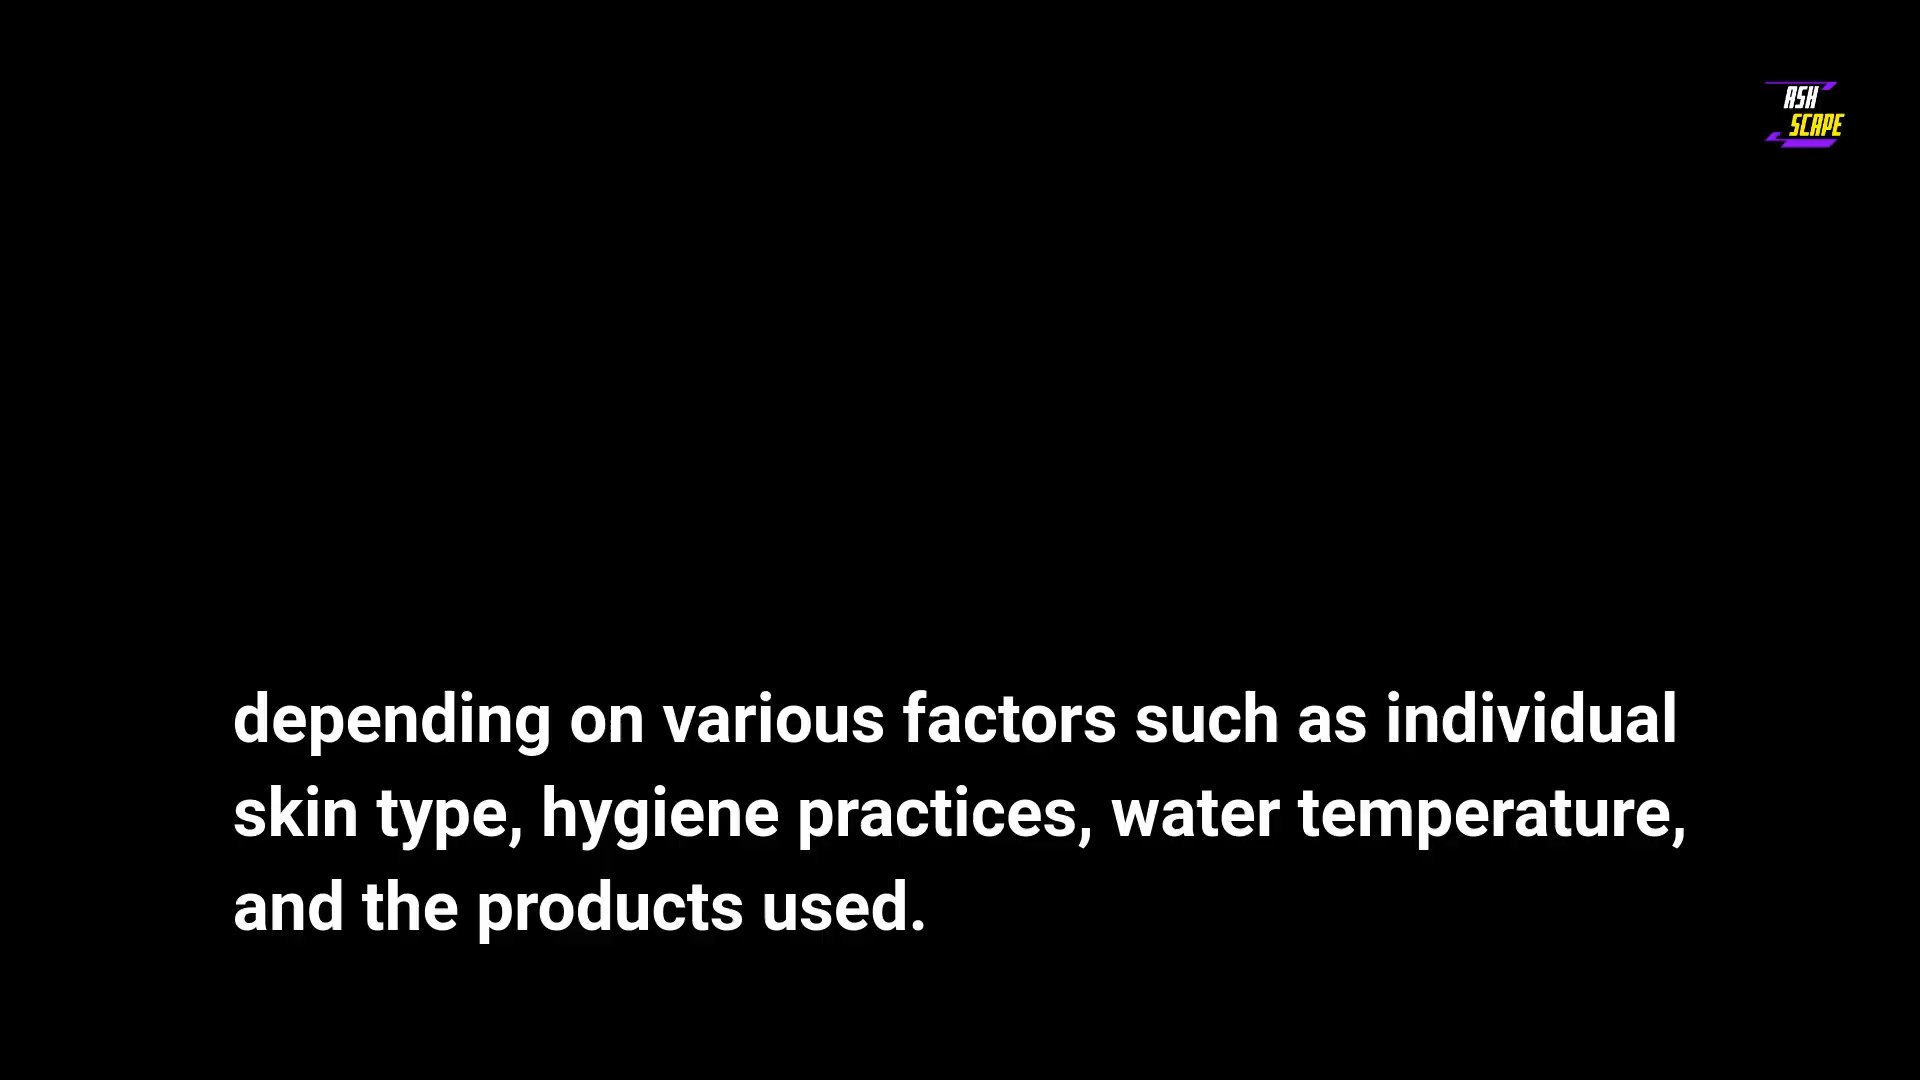 ASH
SCAPE
depending on various factors such as individual
skin type, hygiene practices, water temperature,
and the products used.